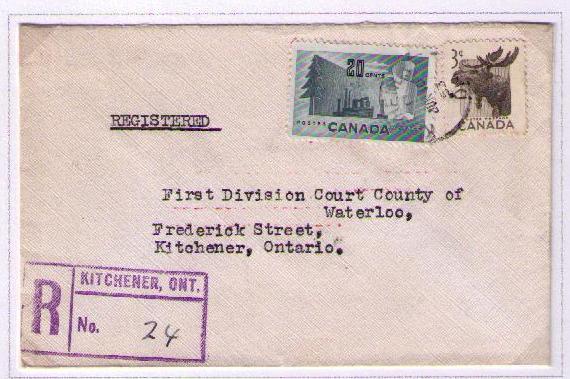 20 CENTS
POSTES CANADA POSTAGE
3¢
CANADA
REGISTERED
First Division Court County of
Waterloo,
Frederick Street,
Kitchener, Ontario.
R
KITCHENER, ONT.
No. 24